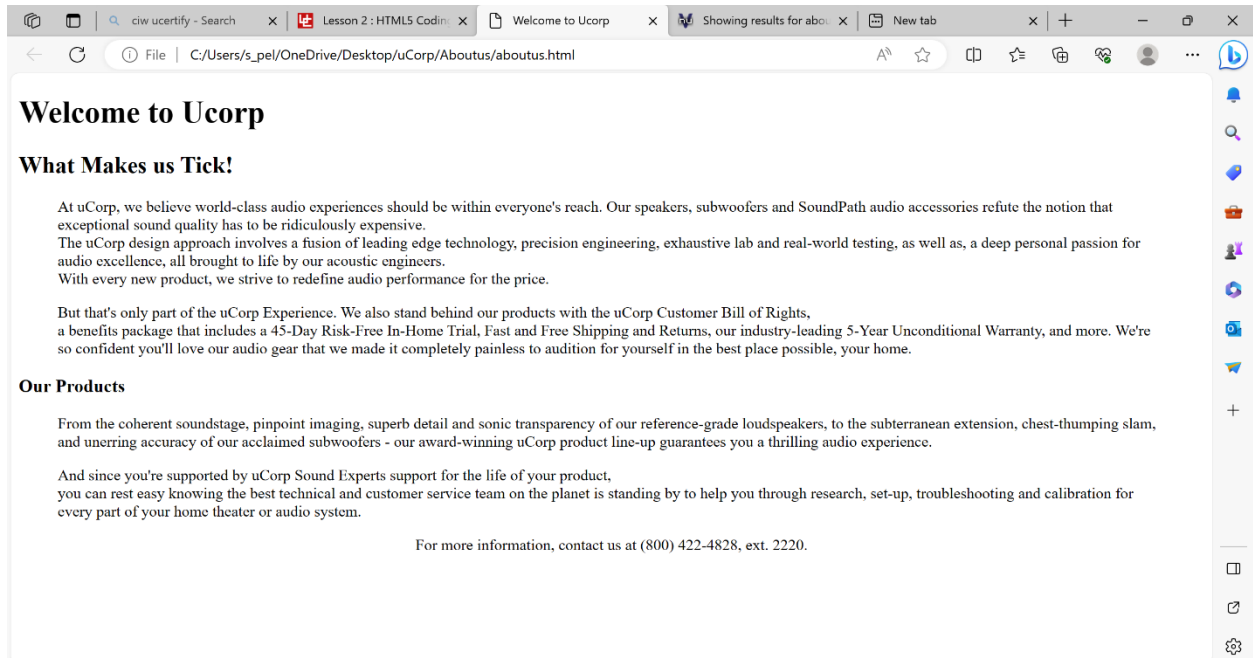 ciw ucertify - Search
Lesson 2 : HTML5 Coding
Welcome to Ucorp
Showing results for abou
New tab
File
C:/Users/s_pel/OneDrive/Desktop/uCorp/Aboutus/aboutus.html
Welcome to Ucorp
What Makes us Tick!
At uCorp, we believe world-class audio experiences should be within everyone's reach. Our speakers, subwoofers and SoundPath audio accessories refute the notion that
exceptional sound quality has to be ridiculously expensive.
The uCorp design approach involves a fusion of leading edge technology, precision engineering, exhaustive lab and real-world testing, as well as, a deep personal passion for
audio excellence, all brought to life by our acoustic engineers.
With every new product, we strive to redefine audio performance for the price.
But that's only part of the uCorp Experience. We also stand behind our products with the uCorp Customer Bill of Rights,
a benefits package that includes a 45-Day Risk-Free In-Home Trial, Fast and Free Shipping and Returns, our industry-leading 5-Year Unconditional Warranty, and more. We're
so confident you'll love our audio gear that we made it completely painless to audition for yourself in the best place possible, your home.
Our Products
From the coherent soundstage, pinpoint imaging, superb detail and sonic transparency of our reference-grade loudspeakers, to the subterranean extension, chest-thumping slam,
and unerring accuracy of our acclaimed subwoofers - our award-winning uCorp product line-up guarantees you a thrilling audio experience.
And since you're supported by uCorp Sound Experts support for the life of your product,
you can rest easy knowing the best technical and customer service team on the planet is standing by to help you through research, set-up, troubleshooting and calibration for
every part of your home theater or audio system.
For more information, contact us at (800) 422-4828, ext. 2220.